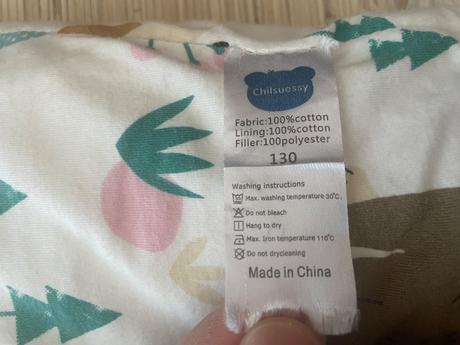 Chilsuessy
Fabric:100%cotton
Lining:100%cotton
Filler:100polyester
130
Washing instructions
Max. washing temperature 30℃,
Do not bleach
Hang to dry
Max. Iron temperature 110℃
Do not drycleaning
Made in China